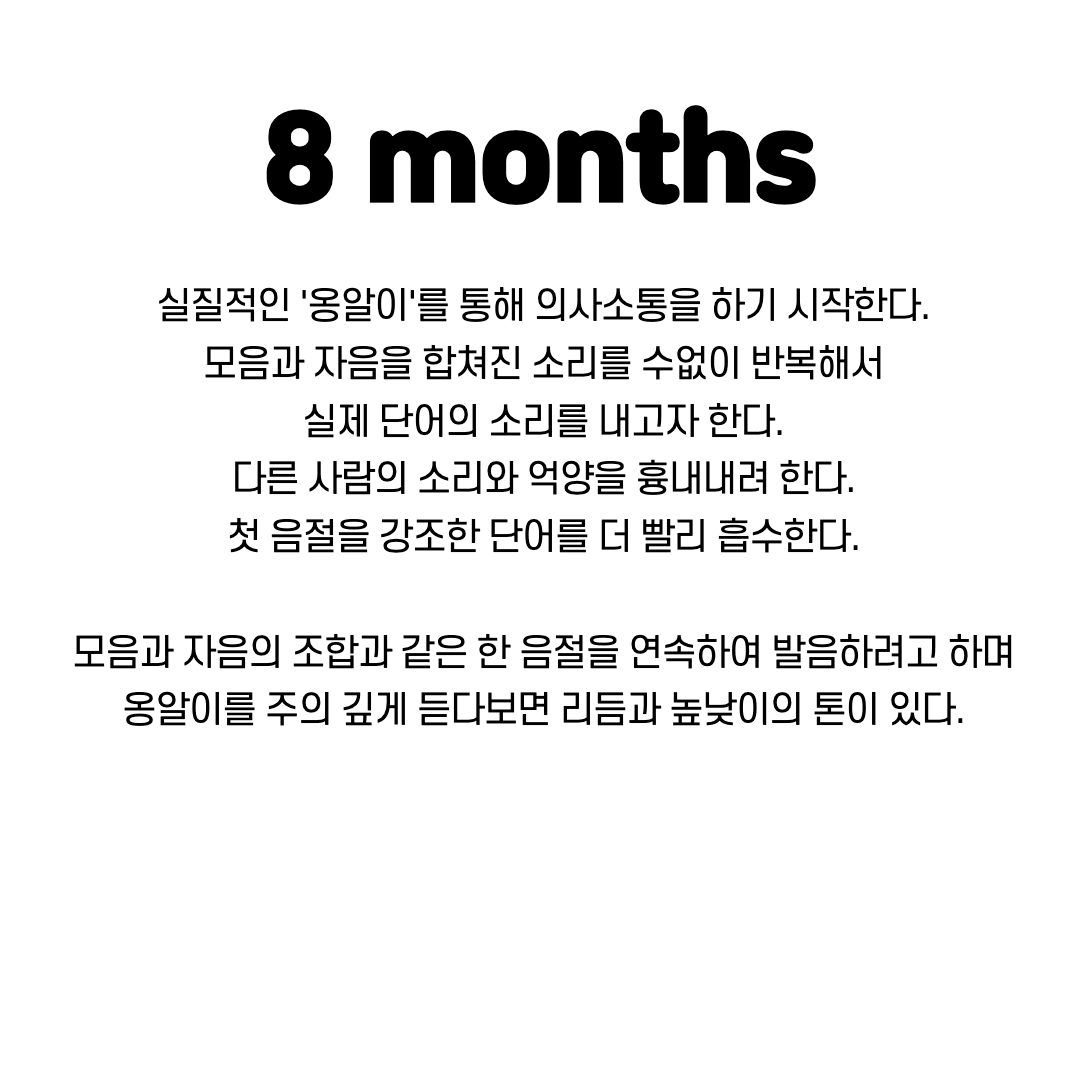 8 months
실질적인 '옹알이'를 통해 의사소통을 하기 시작한다.
모음과 자음을 합쳐진 소리를 수없이 반복해서
실제 단어의 소리를 내고자 한다.
다른 사람의 소리와 억양을 흉내내려 한다.
첫 음절을 강조한 단어를 더 빨리 흡수한다.
모음과 자음의 조합과 같은 한 음절을 연속하여 발음하려고 하며
옹알이를 주의 깊게 듣다보면 리듬과 높낮이의 톤이 있다.